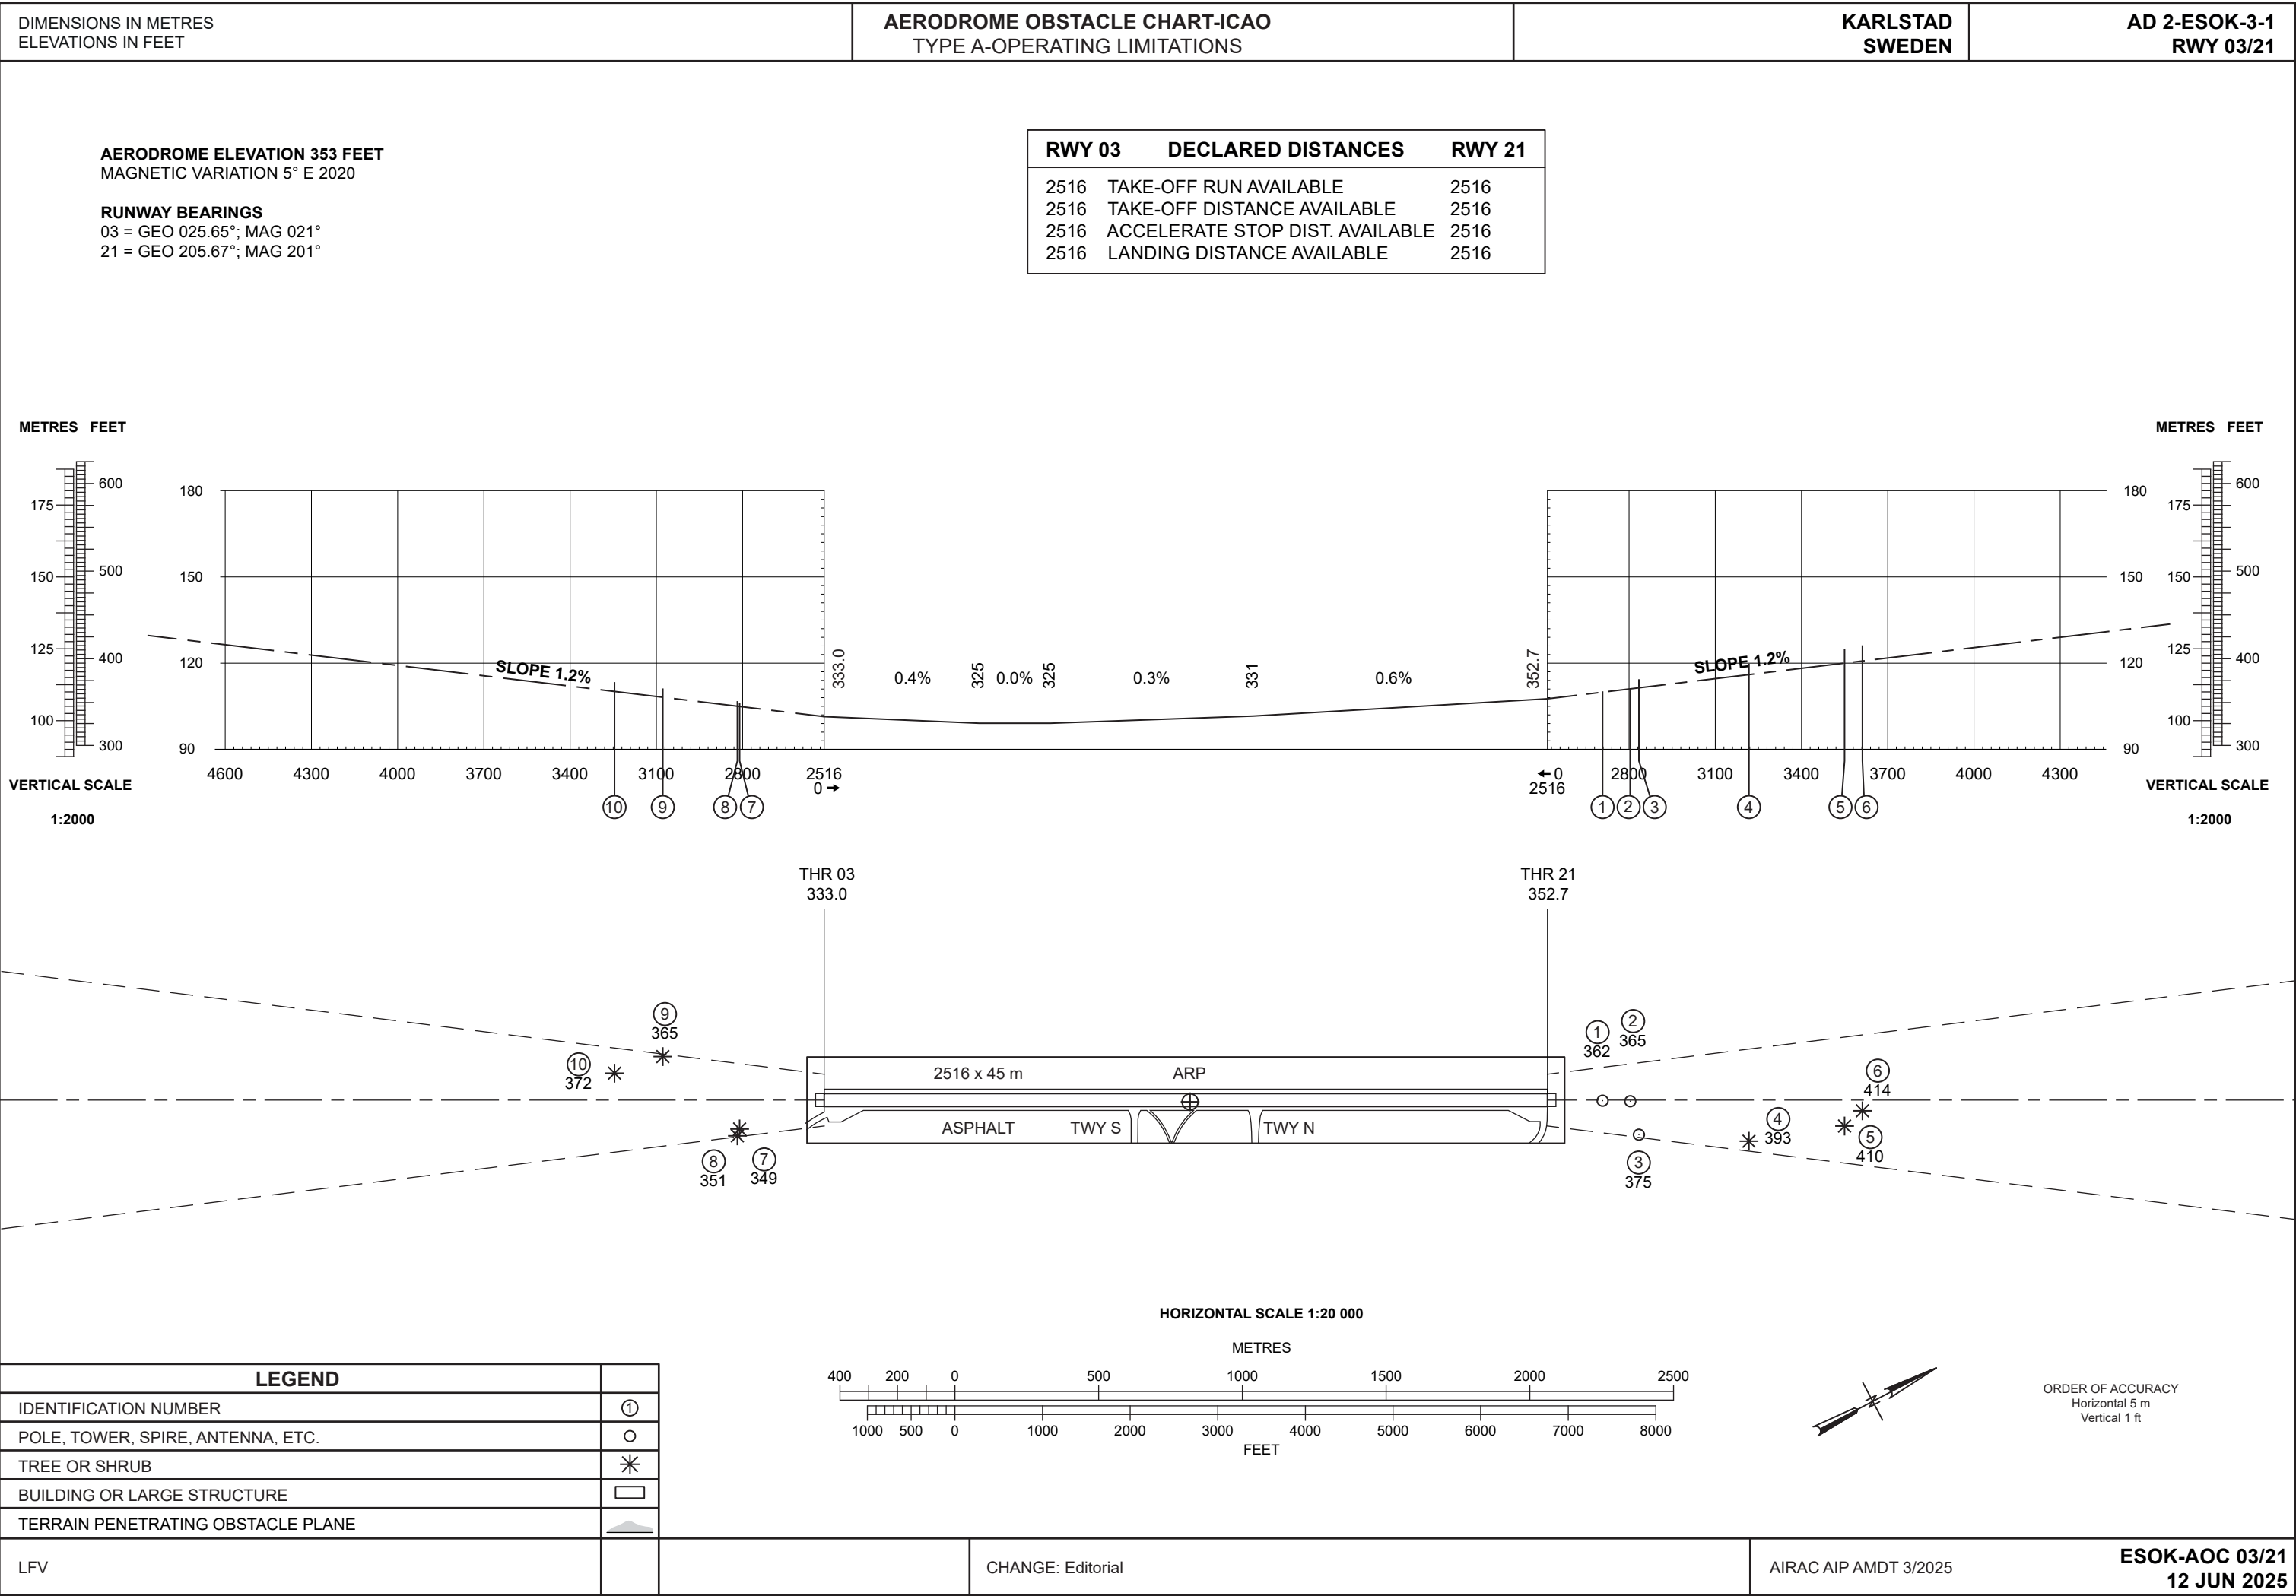 DIMENSIONS IN METRES
ELEVATIONS IN FEET
AERODROME OBSTACLE CHART-ICAO
TYPE A-OPERATING LIMITATIONS
KARLSTAD
SWEDEN
AD 2-ESOK-3-1
RWY 03/21
AERODROME ELEVATION 353 FEET
MAGNETIC VARIATION 5° E 2020
RUNWAY BEARINGS
03 = GEO 025.65°; MAG 021°
21 = GEO 205.67°; MAG 201°
RWY 03 DECLARED DISTANCES RWY 21
2516 TAKE-OFF RUN AVAILABLE 2516
2516 TAKE-OFF DISTANCE AVAILABLE 2516
2516 ACCELERATE STOP DIST. AVAILABLE 2516
2516 LANDING DISTANCE AVAILABLE 2516
METRES FEET
600
175
500
150
125
400
100
300
VERTICAL SCALE
1:2000
180
150
120
90
SLOPE 1.2%
4600 4300 4000 3700 3400 3100 2800 2516
0
10 9 8 7
333.0 0.4% 325 0.0% 325 0.3% 331 0.6% 352.7
SLOPE 1.2%
0 2800 3100 3400 3700 4000 4300
2516
1 2 3 4 5 6
180
150
120
90
METRES FEET
600
175
500
150
125
400
100
300
VERTICAL SCALE
1:2000
THR 03
333.0
THR 21
352.7
9
365
10
372
8
351
7
349
2516 x 45 m
ARP
ASPHALT
TWY S
TWY N
1
362
2
365
3
375
4
393
5
410
6
414
HORIZONTAL SCALE 1:20 000
METRES
400 200 0 500 1000 1500 2000 2500
1000 500 0 1000 2000 3000 4000 5000 6000 7000 8000
FEET
N
ORDER OF ACCURACY
Horizontal 5 m
Vertical 1 ft
LEGEND
IDENTIFICATION NUMBER 1
POLE, TOWER, SPIRE, ANTENNA, ETC.
TREE OR SHRUB
BUILDING OR LARGE STRUCTURE
TERRAIN PENETRATING OBSTACLE PLANE
LFV
CHANGE: Editorial
AIRAC AIP AMDT 3/2025
ESOK-AOC 03/21
12 JUN 2025